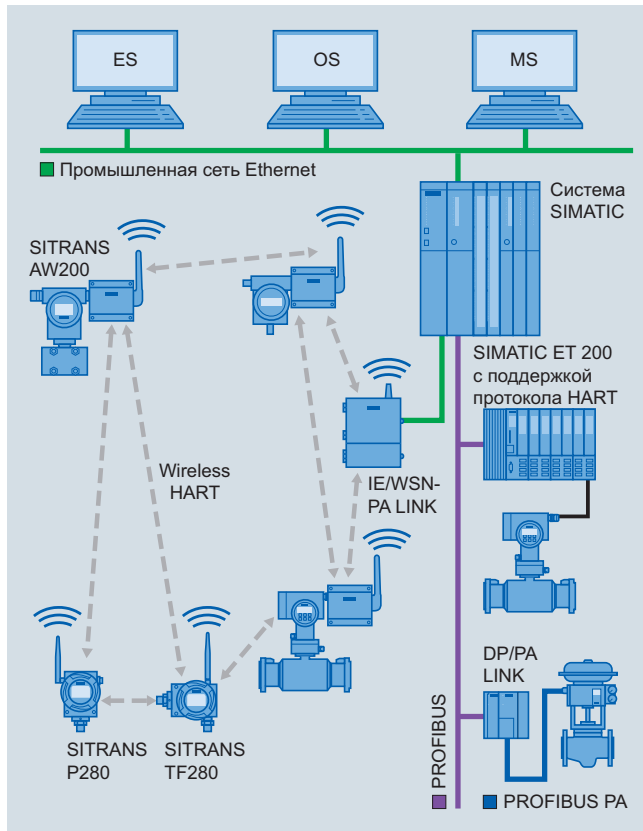 ES
OS
MS
Промышленная сеть Ethernet
Система
SIMATIC
SITRANS
AW200
SIMATIC ET 200
с поддержкой
протокола HART
Wireless
HART
IE/WSN-
PA LINK
DP/PA
LINK
SITRANS
P280
SITRANS
TF280
PROFIBUS
PROFIBUS PA